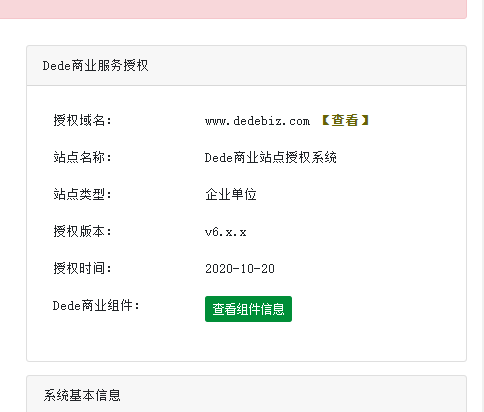 Dede商业服务授权
授权域名： www.dedebiz.com 【查看】
站点名称： Dede商业站点授权系统
站点类型： 企业单位
授权版本： v6.x.x
授权时间： 2020-10-20
Dede商业组件： 查看组件信息
系统基本信息